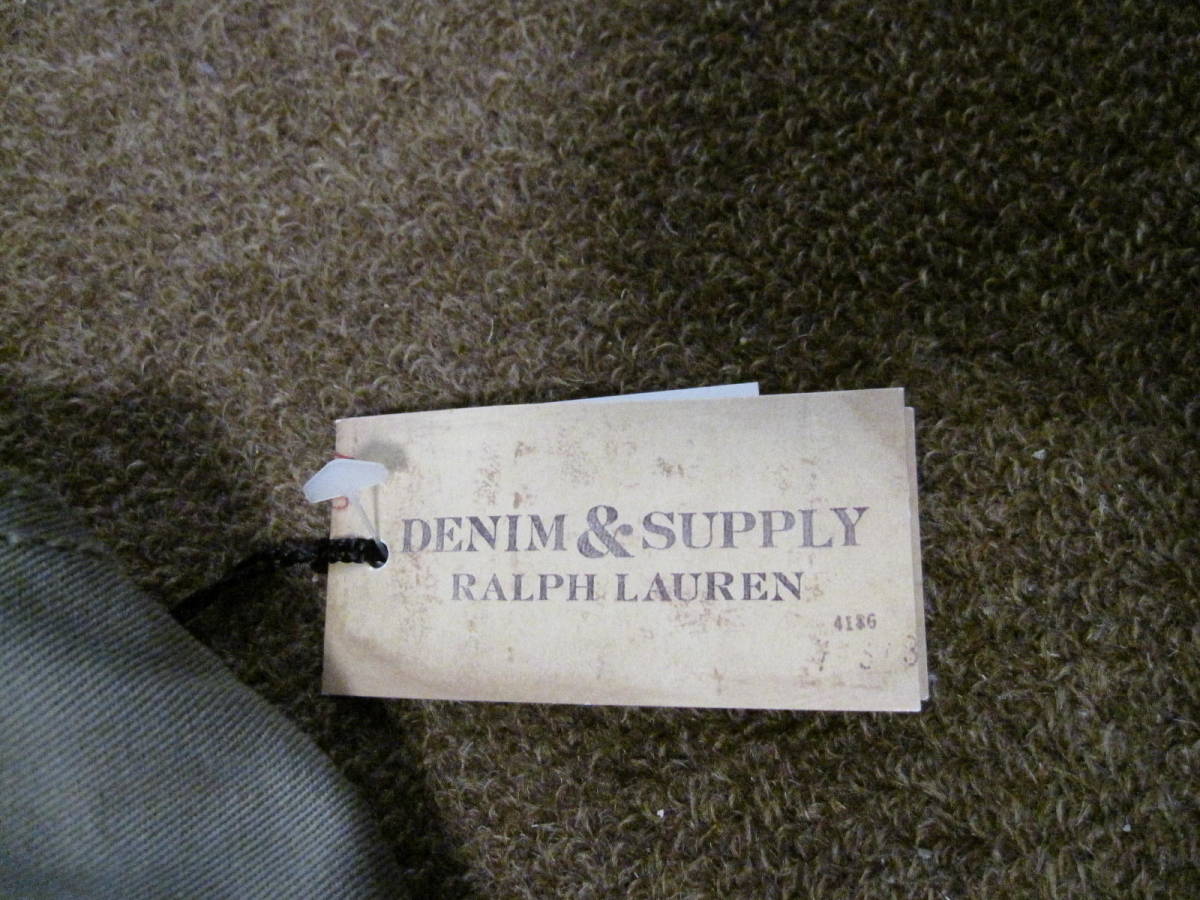 DENIM & SUPPLY
RALPH LAUREN
4186